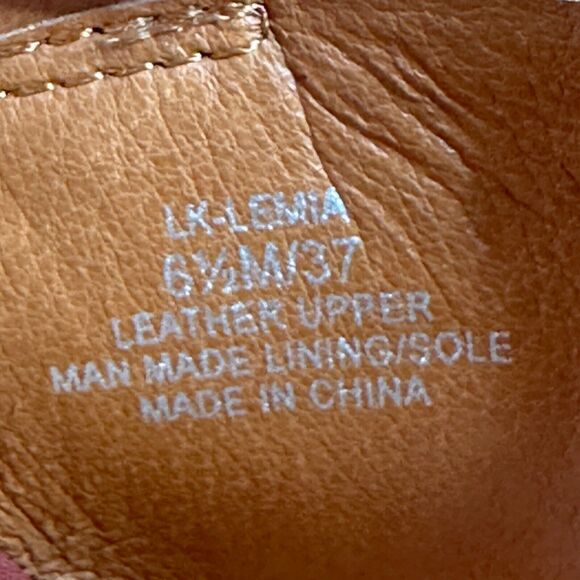 LK-LEMIA
6½M/37
LEATHER UPPER
MAN MADE LINING/SOLE
MADE IN CHINA